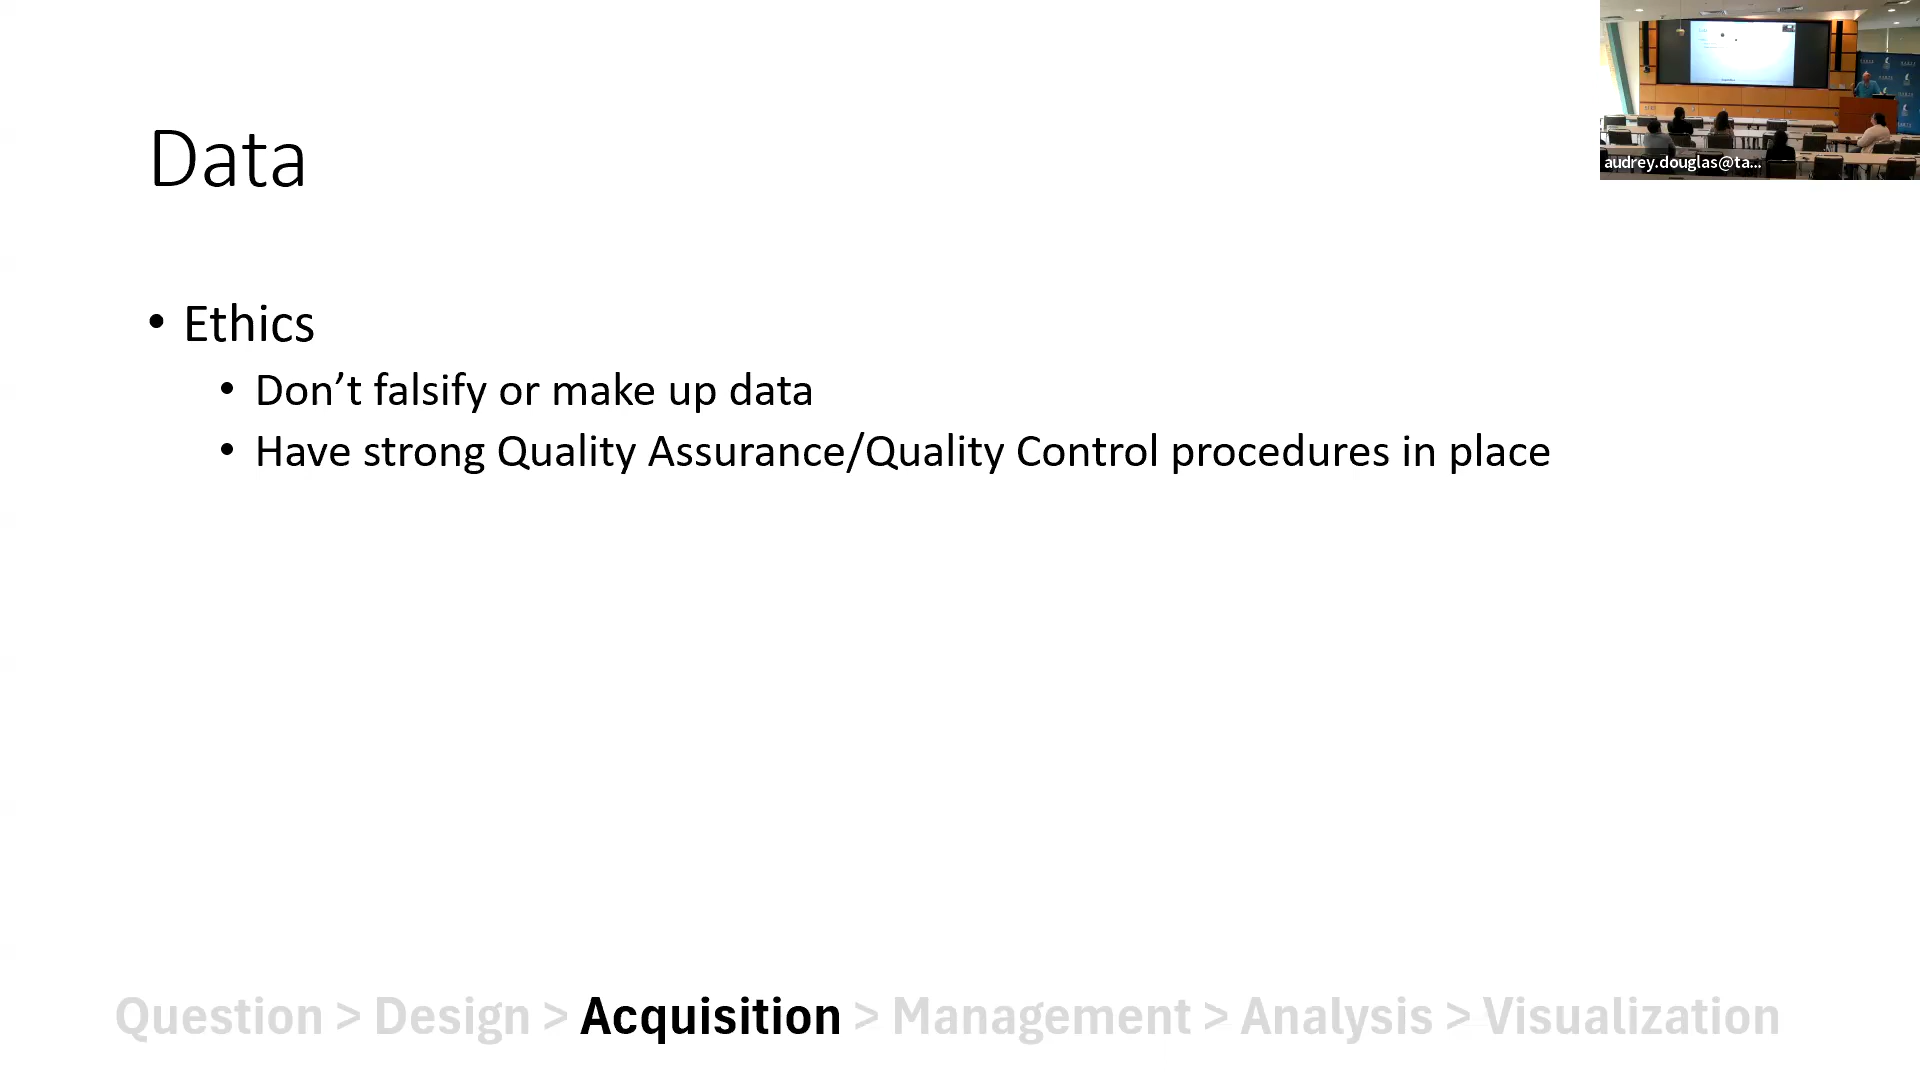 Data
audrey.douglas@ta...
• Ethics
• Don’t falsify or make up data
• Have strong Quality Assurance/Quality Control procedures in place
Question > Design > Acquisition > Management > Analysis > Visualization